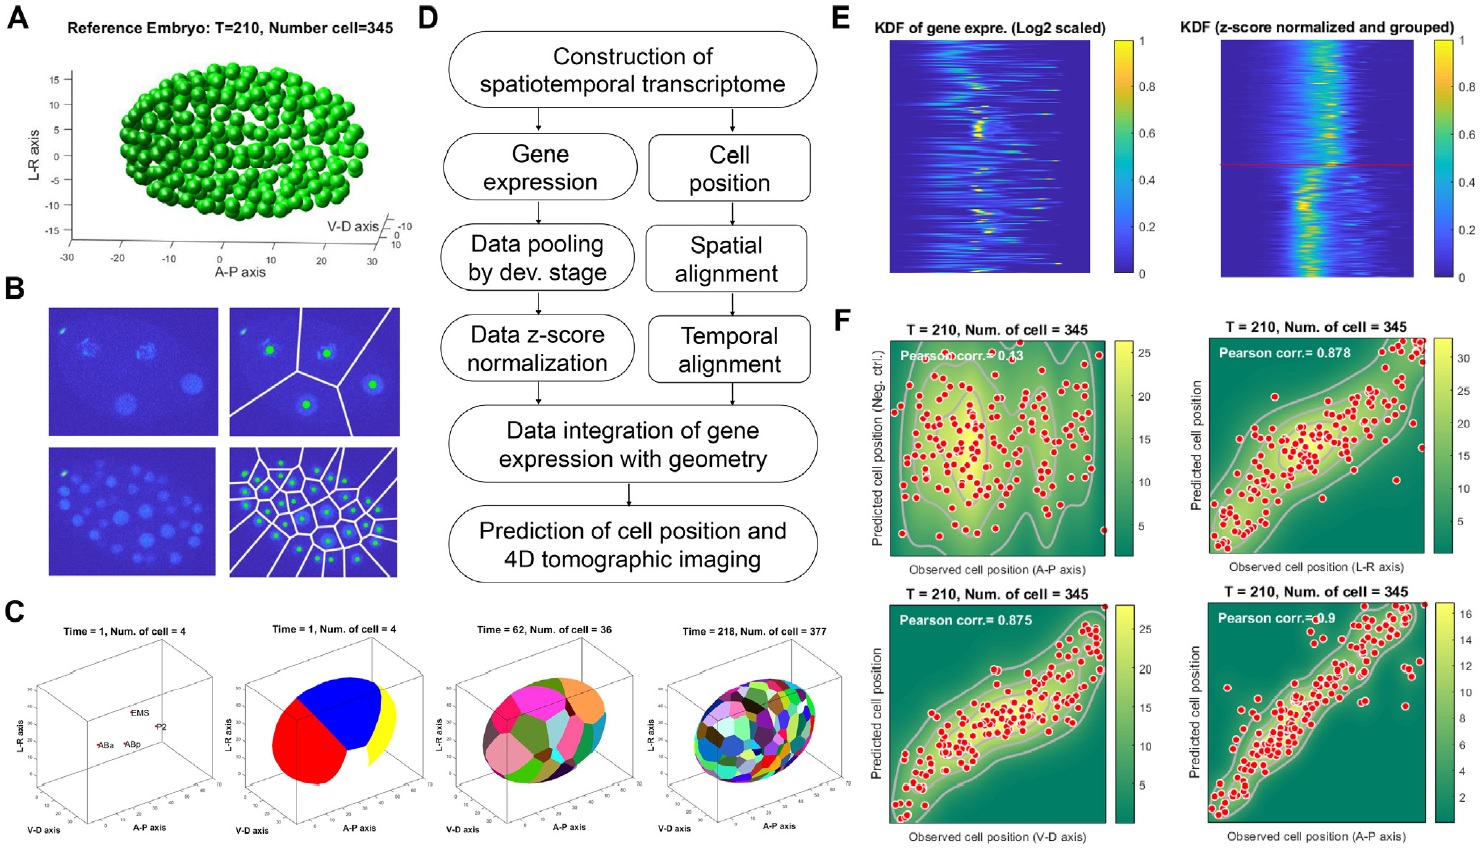 A
Reference Embryo: T=210, Number cell=345
15
10
5
0
-5
-10
-15
L-R axis
-30
-20
-10
0
10
20
30
A-P axis
V-D axis
-10
0
10
B
C
Time = 1, Num. of cell = 4
EMS
P2
ABa
ABp
L-R axis
V-D axis
A-P axis
Time = 1, Num. of cell = 4
L-R axis
V-D axis
A-P axis
Time = 62, Num. of cell = 36
L-R axis
V-D axis
A-P axis
Time = 218, Num. of cell = 377
L-R axis
V-D axis
A-P axis
D
Construction of
spatiotemporal transcriptome
Gene
expression
Cell
position
Data pooling
by dev. stage
Spatial
alignment
Data z-score
normalization
Temporal
alignment
Data integration of gene
expression with geometry
Prediction of cell position and
4D tomographic imaging
E
KDF of gene expre. (Log2 scaled)
1
0.8
0.6
0.4
0.2
0
KDF (z-score normalized and grouped)
1
0.8
0.6
0.4
0.2
0
F
T = 210, Num. of cell = 345
Pearson corr.= 0.13
Predicted cell position (Neg. ctrl.)
Observed cell position (A-P axis)
25
20
15
10
5
T = 210, Num. of cell = 345
Pearson corr.= 0.878
Predicted cell position
Observed cell position (L-R axis)
30
25
20
15
10
5
T = 210, Num. of cell = 345
Pearson corr.= 0.875
Predicted cell position
Observed cell position (V-D axis)
25
20
15
10
5
T = 210, Num. of cell = 345
Pearson corr.= 0.9
Predicted cell position
Observed cell position (A-P axis)
16
14
12
10
8
6
4
2